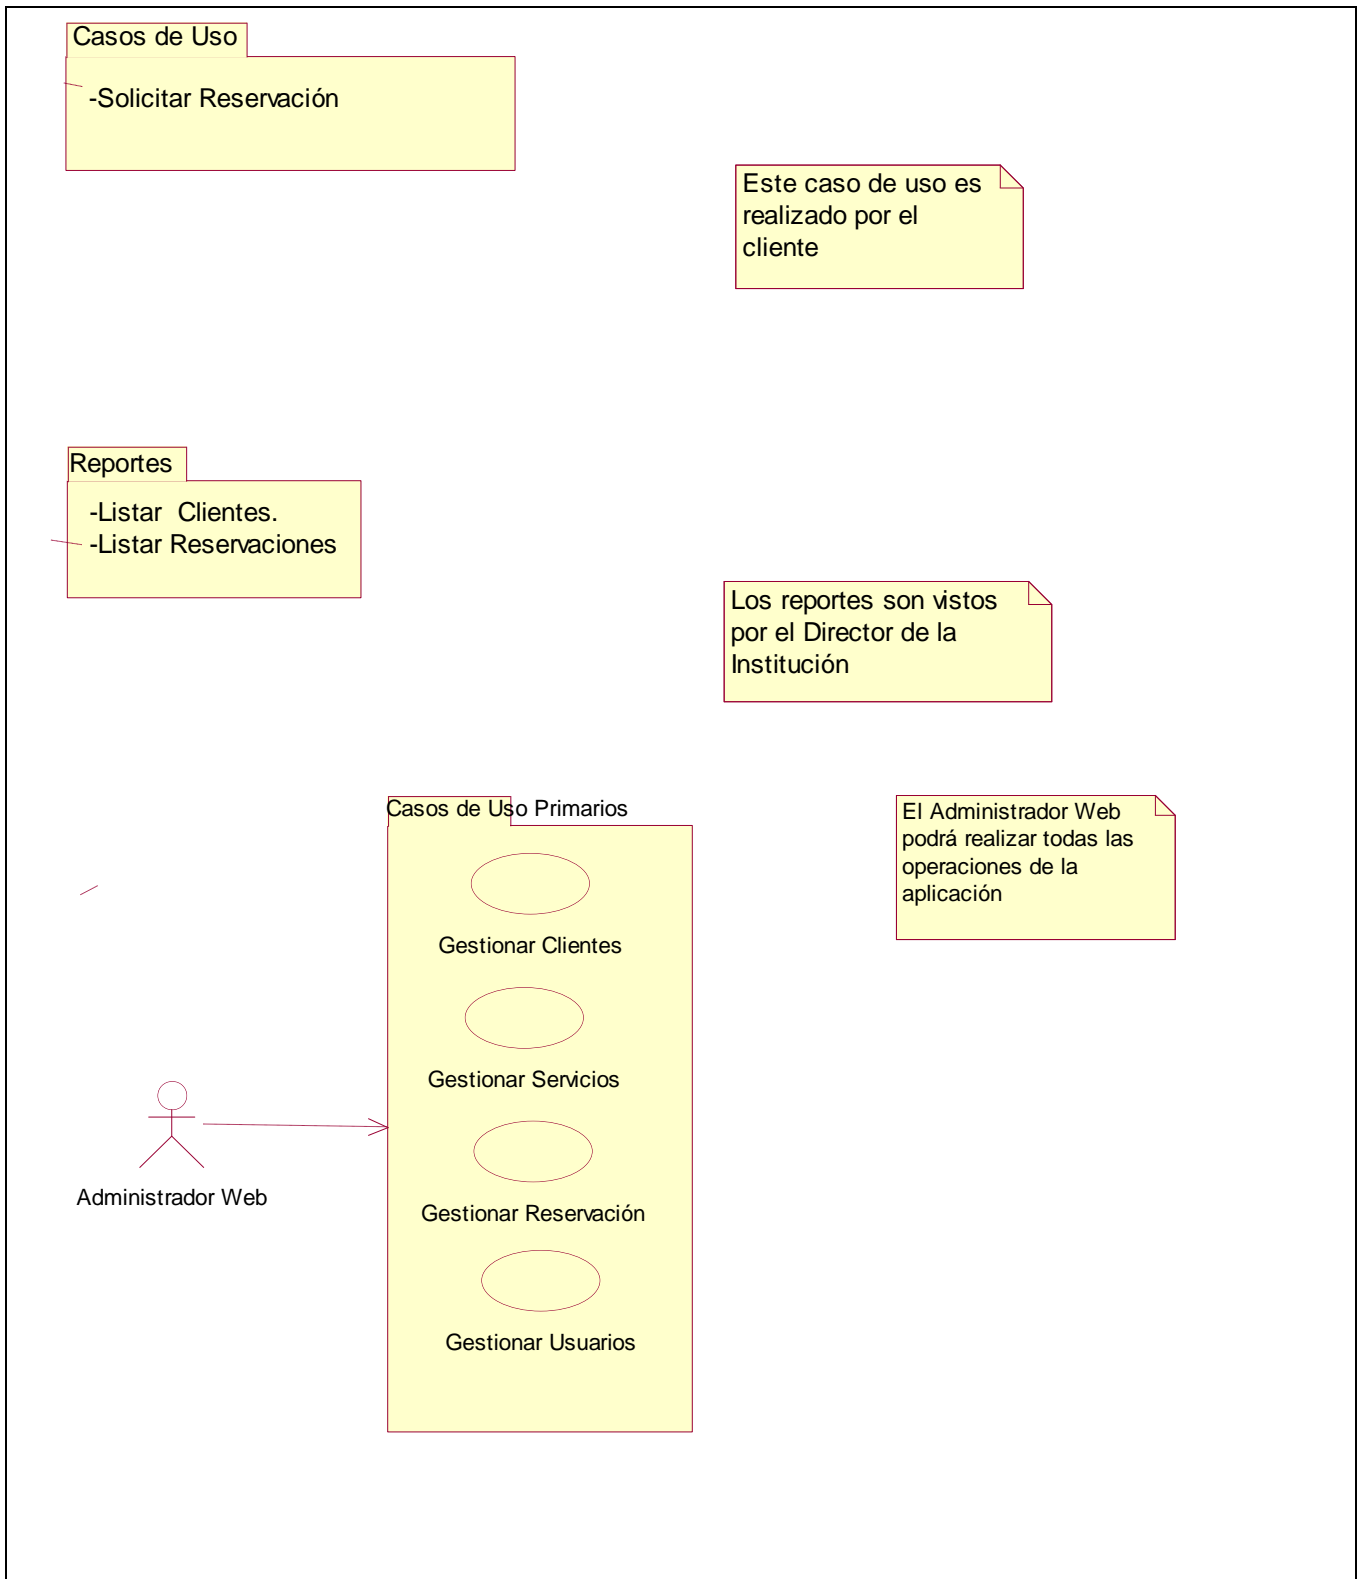 Casos de Uso
-Solicitar Reservación
Este caso de uso es
realizado por el
cliente
Reportes
-Listar Clientes.
-Listar Reservaciones
Los reportes son vistos
por el Director de la
Institución
Casos de Uso Primarios
El Administrador Web
podrá realizar todas las
operaciones de la
aplicación
Gestionar Clientes
Gestionar Servicios
Administrador Web
Gestionar Reservación
Gestionar Usuarios